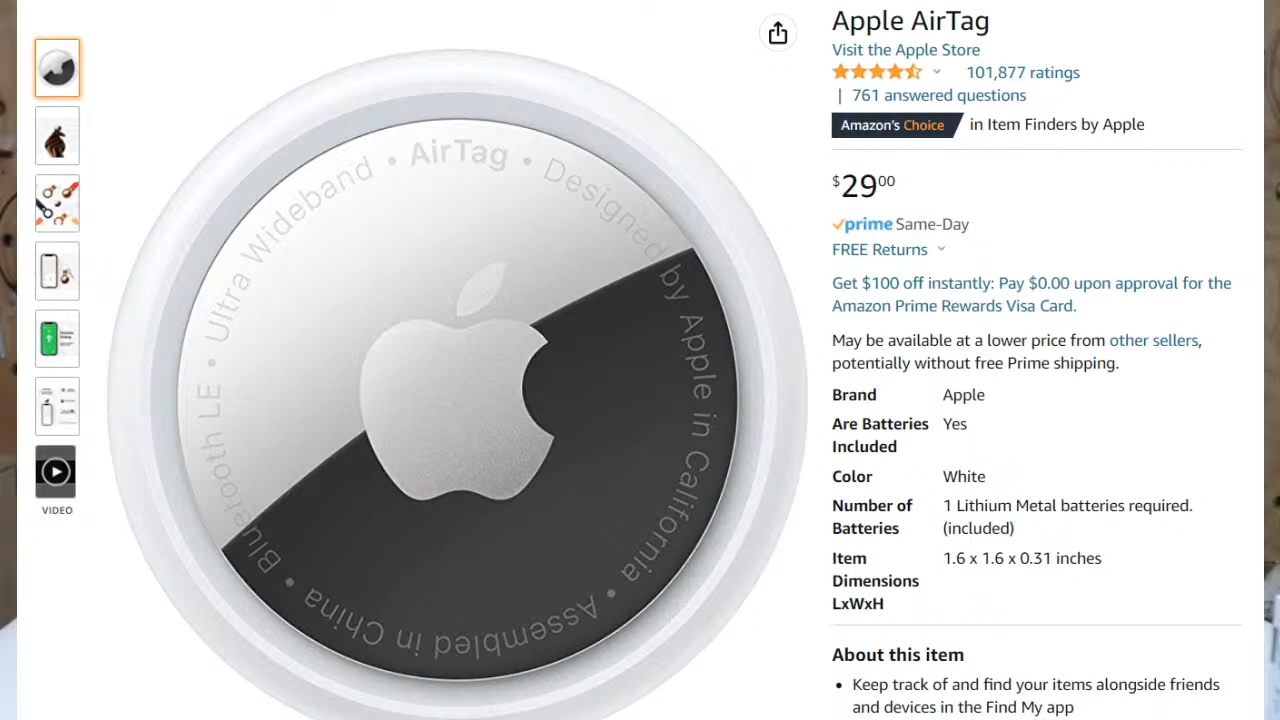 Apple AirTag
Visit the Apple Store
101,877 ratings
| 761 answered questions
Amazon's Choice in Item Finders by Apple
$2900
prime Same-Day
FREE Returns
Get $100 off instantly: Pay $0.00 upon approval for the
Amazon Prime Rewards Visa Card.
May be available at a lower price from other sellers,
potentially without free Prime shipping.
Brand Apple
Are Batteries Yes
Included
Color White
Number of 1 Lithium Metal batteries required.
Batteries (included)
Item 1.6 x 1.6 x 0.31 inches
Dimensions
LxWxH
About this item
• Keep track of and find your items alongside friends
and devices in the Find My app
VIDEO
• AirTag • Designed by Apple in California • Assembled in China • Bluetooth LE • Ultra Wideband